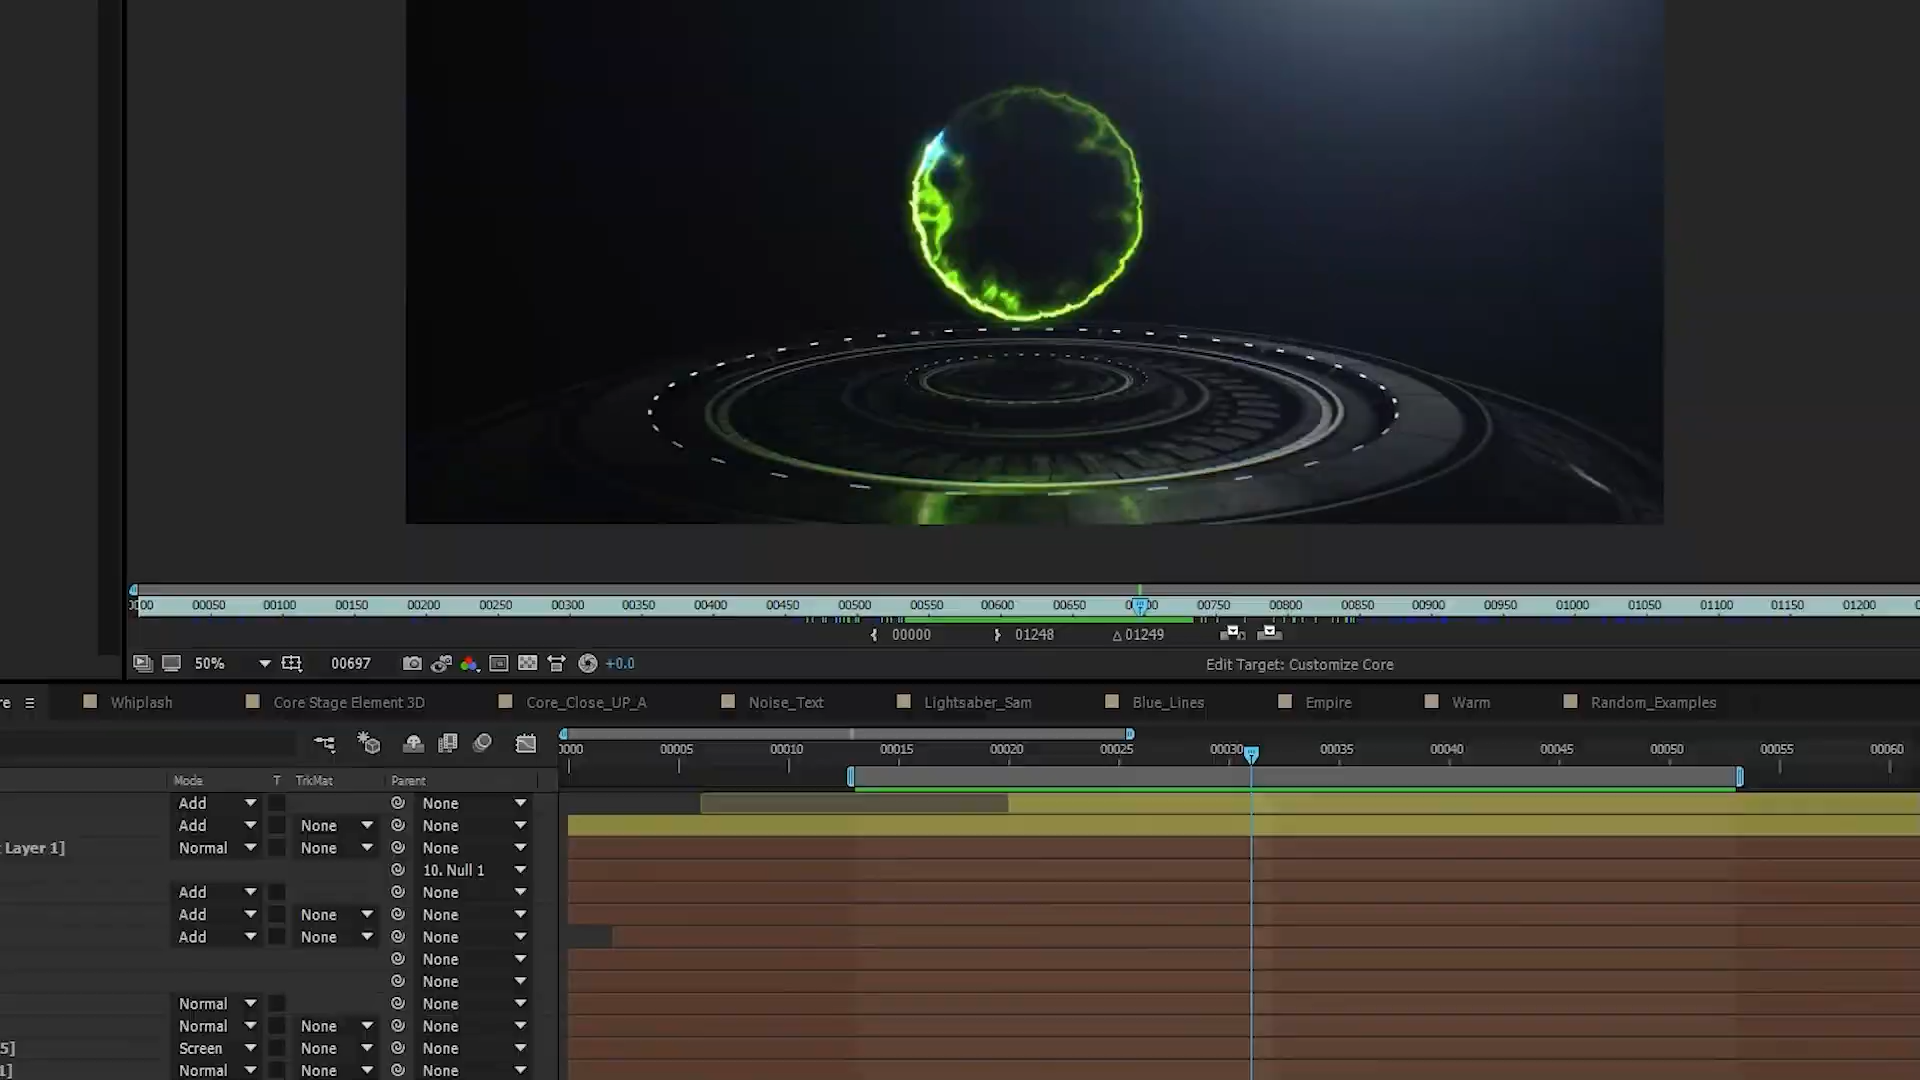 00050 00100 00150 00200 00250 00300 00350 00400 00450 00500 00550 00600 00650 00750 00800 00850 00900 00950 01000 01050 01100 01150 01200
00000 01248 Δ 01249
50% 00697 +0.0 Edit Target: Customize Core
re Whiplash Core Stage Element 3D Core_Close_UP_A Noise_Text Lightsaber_Sam Blue_Lines Empire Warm Random_Examples
0000 00005 00010 00015 00020 00025 00030 00035 00040 00045 00050 00055 00060
Mode T TrkMat Parent
Add None
Add None None
Layer 1] Normal None None
10. Null 1
Add None
Add None None
Add None None
None
None
Normal None
Normal None None
5] Screen None None
1] Normal None None